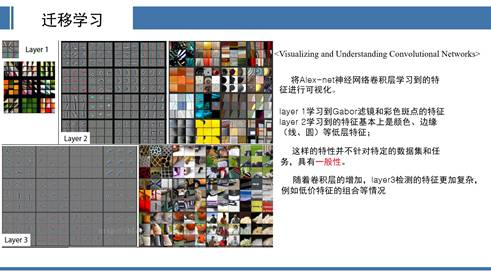 迁移学习
Layer 1
Layer 2
Layer 3
<Visualizing and Understanding Convolutional Networks>
将Alex-net神经网络卷积层学习到的特
征进行可视化。
layer 1学习到Gabor滤镜和彩色斑点的特征
layer 2学习到的特征基本上是颜色、边缘
（线、圆）等低层特征；
这样的特性并不针对特定的数据集和任
务，具有一般性。
随着卷积层的增加，layer3检测的特征更加复杂，
例如低价特征的组合等情况